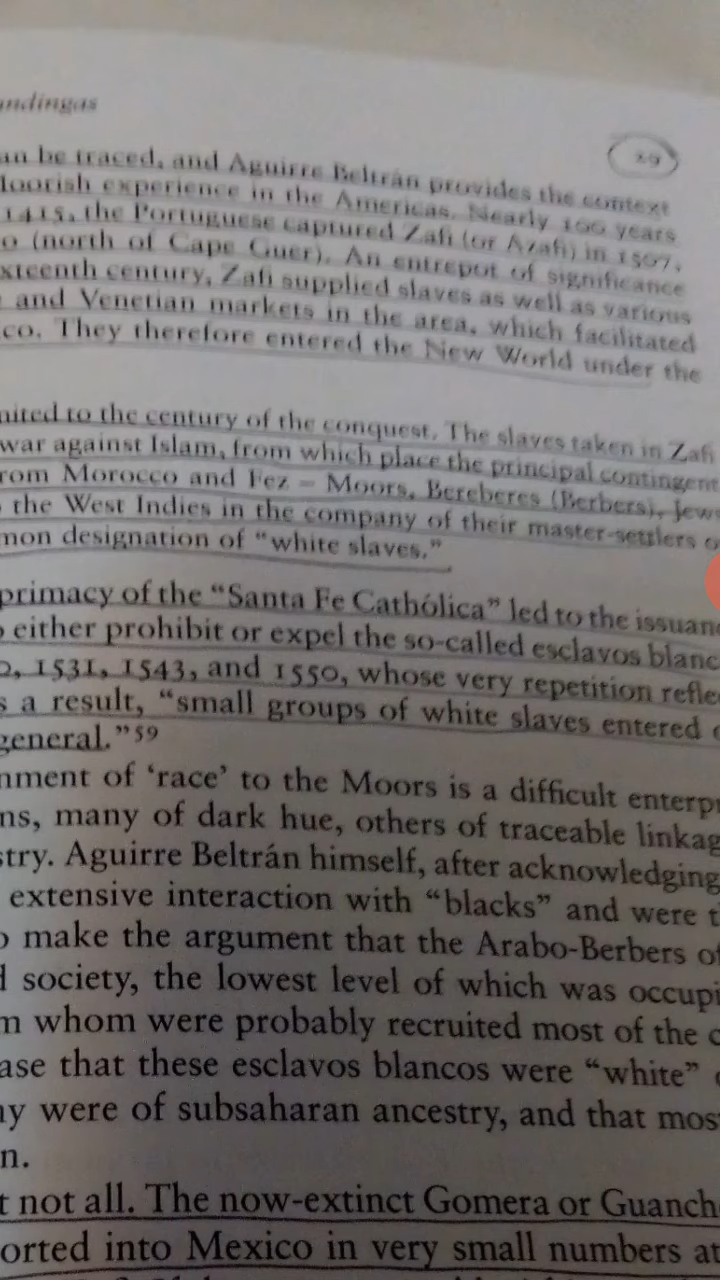 andingas
29
an be traced, and Aguirre Beltrán provides the context
Moorish experience in the Americas. Nearly 100 years
1415, the Portuguese captured Zafi (or Azafi) in 1507,
o (north of Cape Guer). An entrepot of significance
xteenth century, Zafi supplied slaves as well as various
and Venetian markets in the area, which facilitated
co. They therefore entered the New World under the
nited to the century of the conquest. The slaves taken in Zafi
war against Islam, from which place the principal contingent
rom Morocco and Fez – Moors, Bereberes (Berbers), Jews
the West Indies in the company of their master-settlers o
mon designation of "white slaves."
primacy of the "Santa Fe Cathólica" led to the issuanc
o either prohibit or expel the so-called esclavos blanc
0, 1531, 1543, and 1550, whose very repetition refle
s a result, "small groups of white slaves entered
general."59
nment of 'race' to the Moors is a difficult enterpr
ns, many of dark hue, others of traceable linkag
stry. Aguirre Beltrán himself, after acknowledging
extensive interaction with "blacks" and were t
o make the argument that the Arabo-Berbers of
d society, the lowest level of which was occupi
m whom were probably recruited most of the c
ase that these esclavos blancos were "white"
ny were of subsaharan ancestry, and that mos
n.
t not all. The now-extinct Gomera or Guanch
orted into Mexico in very small numbers at